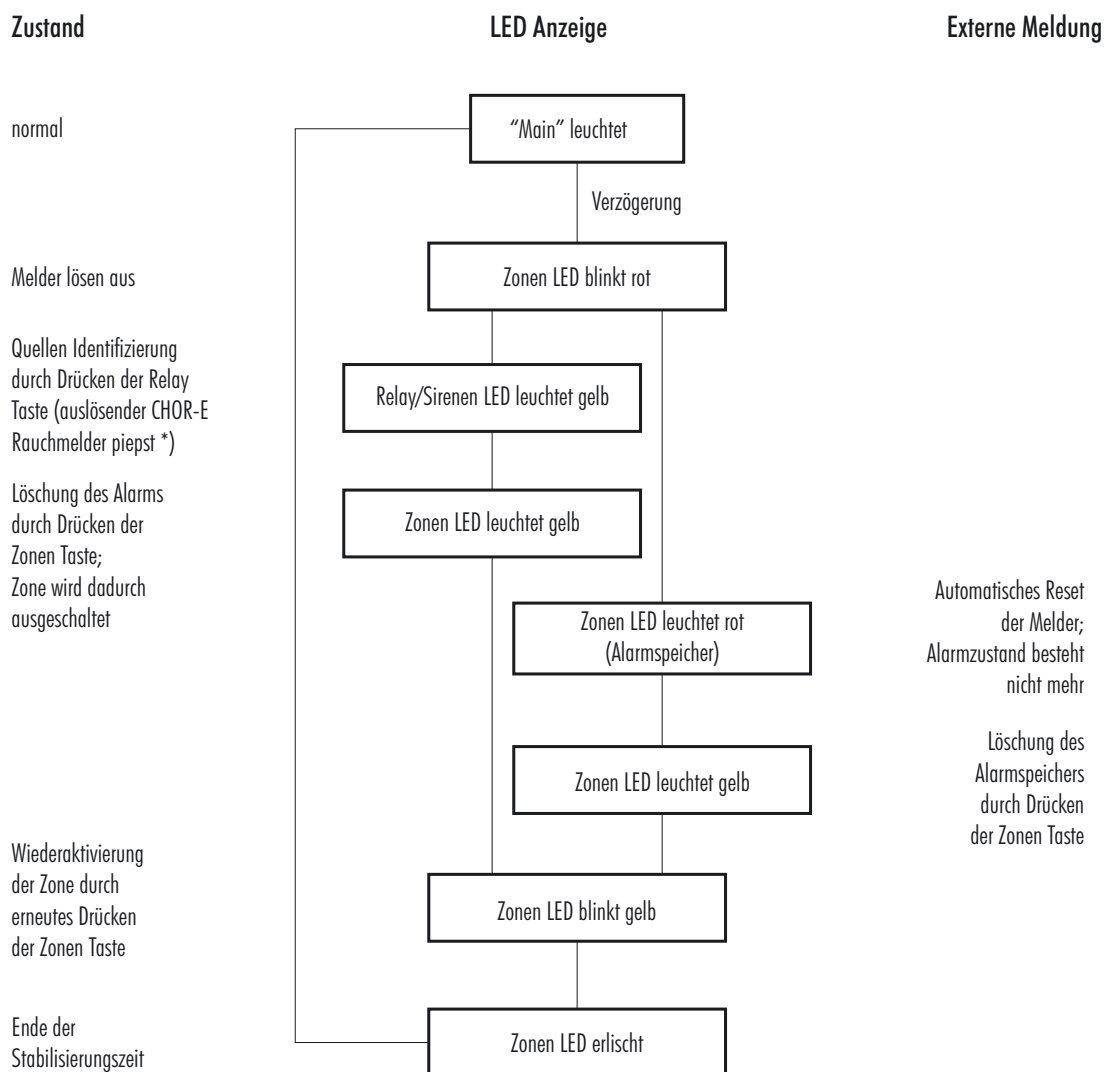 Zustand
LED Anzeige
Externe Meldung
normal
“Main” leuchtet
Verzögerung
Melder lösen aus
Zonen LED blinkt rot
Quellen Identifizierung
durch Drücken der Relay
Taste (auslösender CHOR-E
Rauchmelder piepst *)
Relay/Sirenen LED leuchtet gelb
Löschung des Alarms
durch Drücken der
Zonen Taste;
Zone wird dadurch
ausgeschaltet
Zonen LED leuchtet gelb
Zonen LED leuchtet rot
(Alarmspeicher)
Automatisches Reset
der Melder;
Alarmzustand besteht
nicht mehr
Zonen LED leuchtet gelb
Löschung des
Alarmspeichers
durch Drücken
der Zonen Taste
Wiederaktivierung
der Zone durch
erneutes Drücken
der Zonen Taste
Zonen LED blinkt gelb
Ende der
Stabilisierungszeit
Zonen LED erlischt